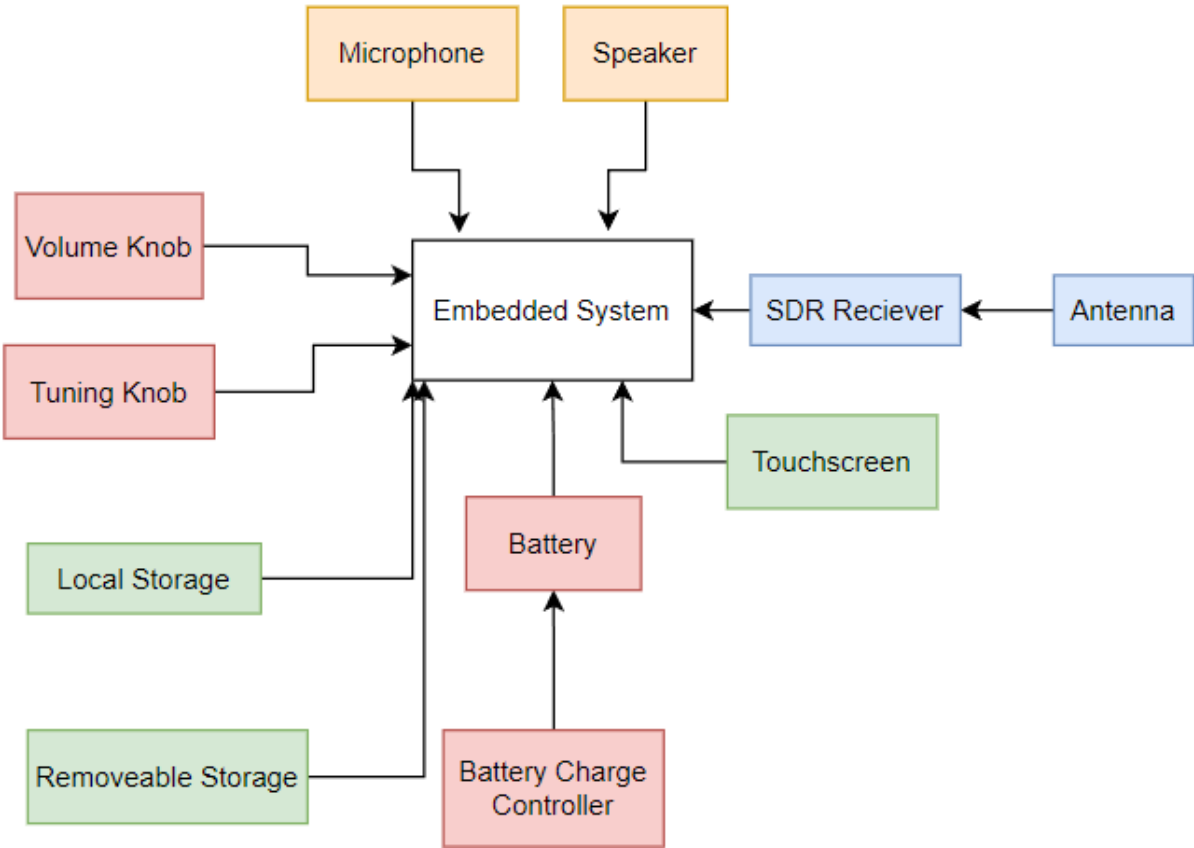 Microphone
Speaker
Volume Knob
Embedded System
SDR Reciever
Antenna
Tuning Knob
Touchscreen
Battery
Local Storage
Removeable Storage
Battery Charge
Controller